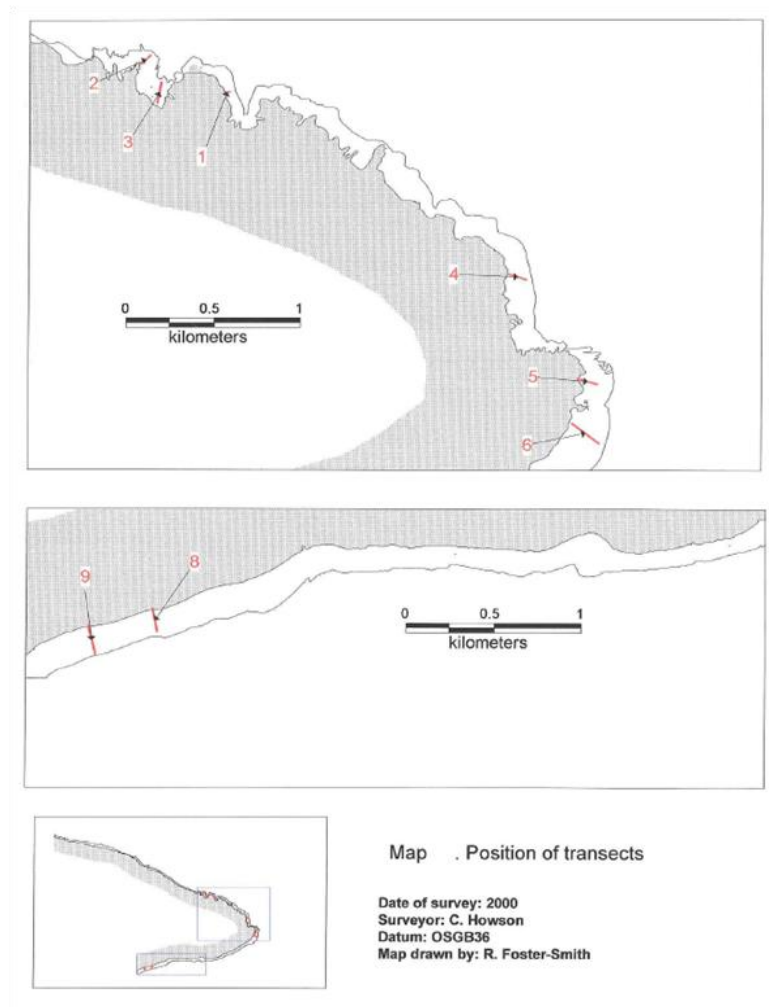 2
3
1
4
0 0.5 1
kilometers
5
6
8
9
0 0.5 1
kilometers
Map . Position of transects
Date of survey: 2000
Surveyor: C. Howson
Datum: OSGB36
Map drawn by: R. Foster-Smith